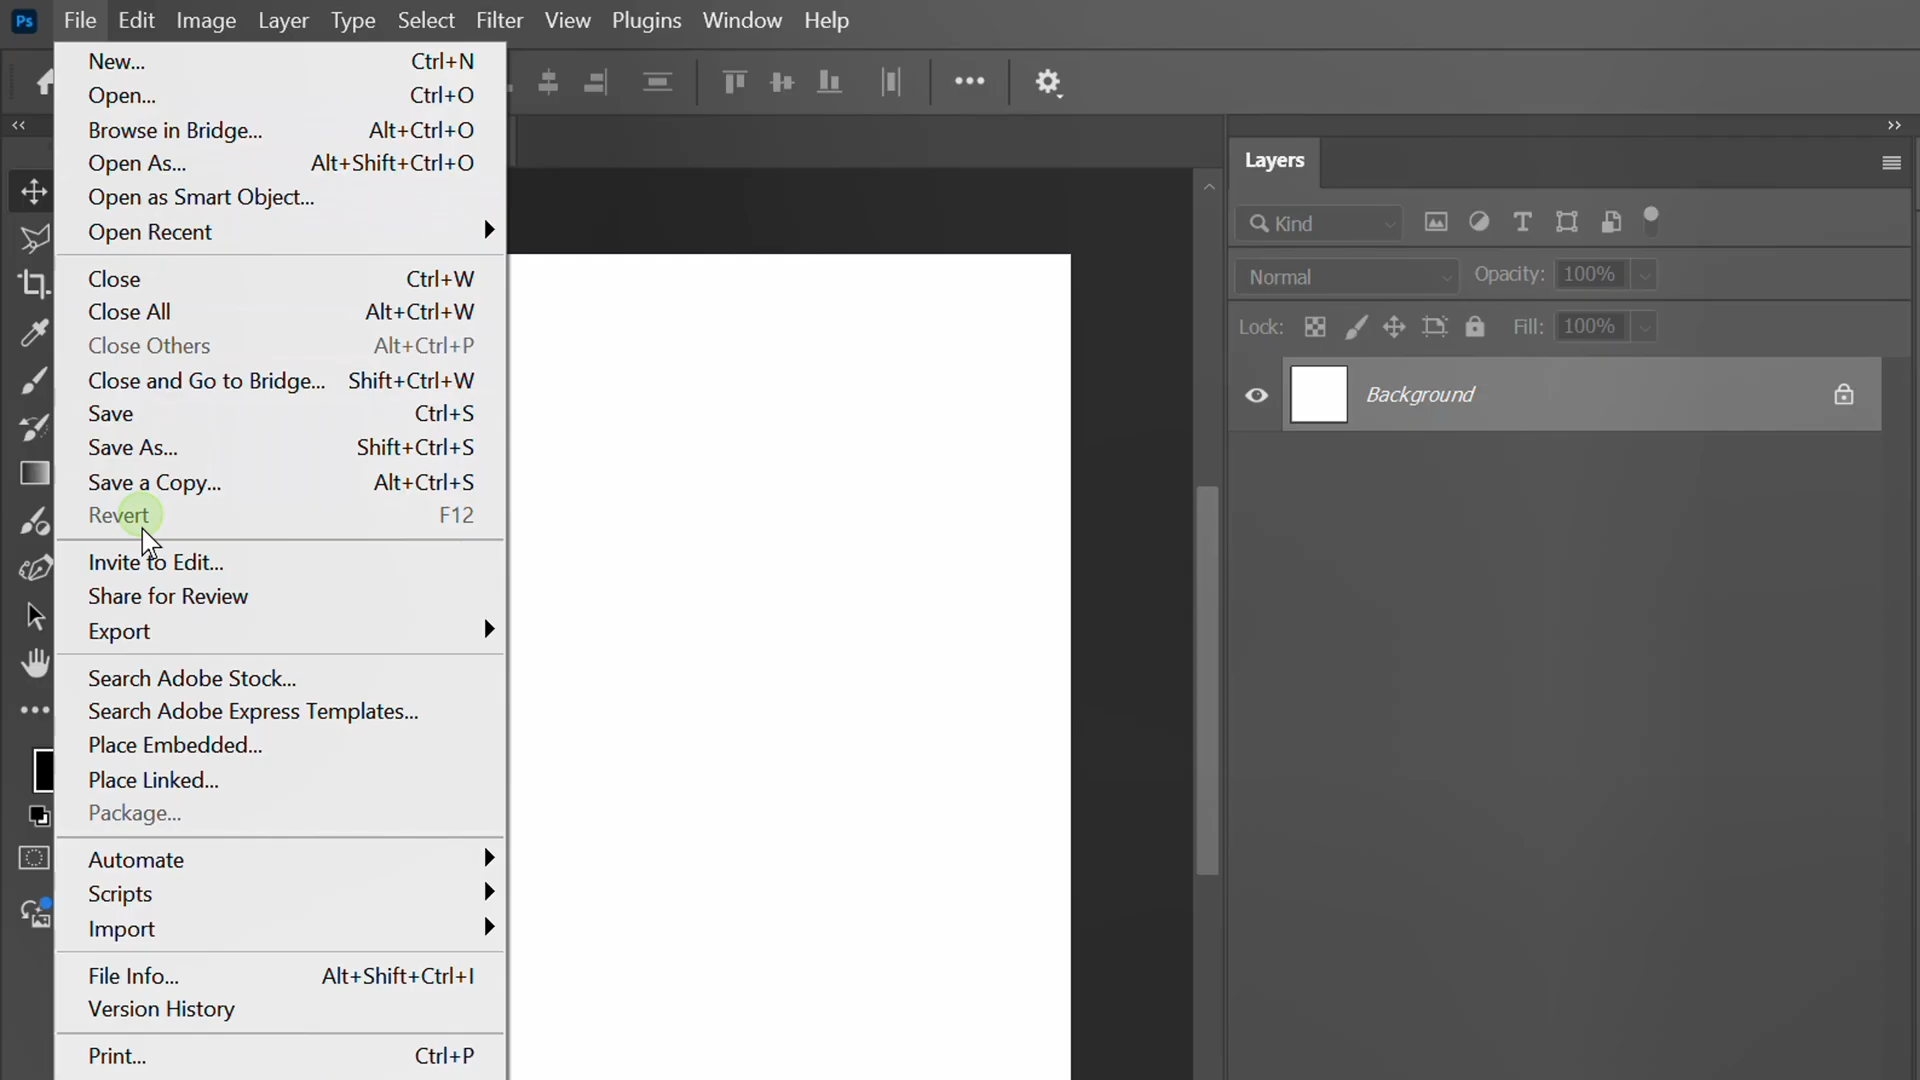 Ps File Edit Image Layer Type Select Filter View Plugins Window Help
New... Ctrl+N
Open... Ctrl+O
Browse in Bridge... Alt+Ctrl+O
Open As... Alt+Shift+Ctrl+O
Open as Smart Object...
Open Recent
Close Ctrl+W
Close All Alt+Ctrl+W
Close Others Alt+Ctrl+P
Close and Go to Bridge... Shift+Ctrl+W
Save Ctrl+S
Save As... Shift+Ctrl+S
Save a Copy... Alt+Ctrl+S
Revert F12
Invite to Edit...
Share for Review
Export
Search Adobe Stock...
Search Adobe Express Templates...
Place Embedded...
Place Linked...
Package...
Automate
Scripts
Import
File Info... Alt+Shift+Ctrl+I
Version History
Print... Ctrl+P
Layers
Kind
Normal Opacity: 100%
Lock: Fill: 100%
Background